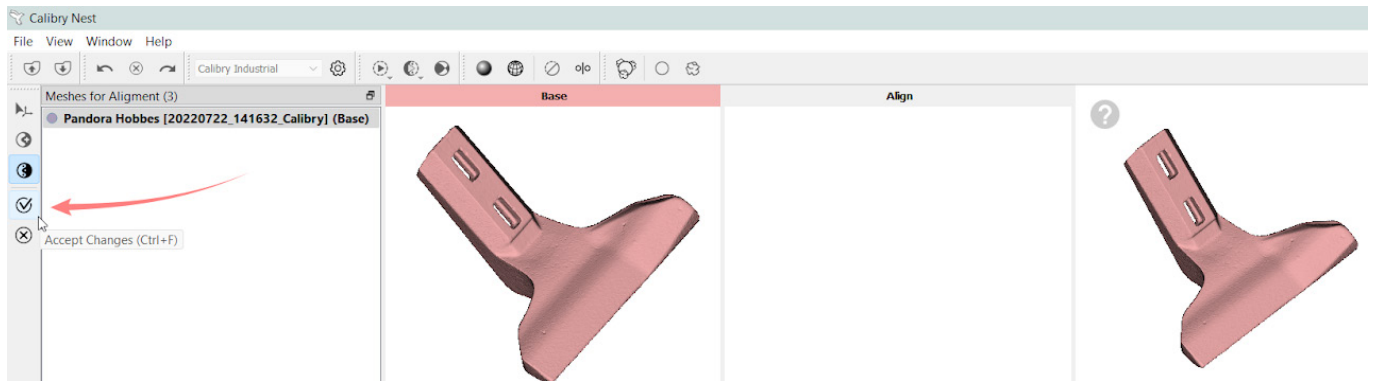 Calibry Nest
File View Window Help
Calibry Industrial
Meshes for Aligment (3)
Base
Align
Pandora Hobbes [20220722_141632_Calibry] (Base)
?
Accept Changes (Ctrl+F)